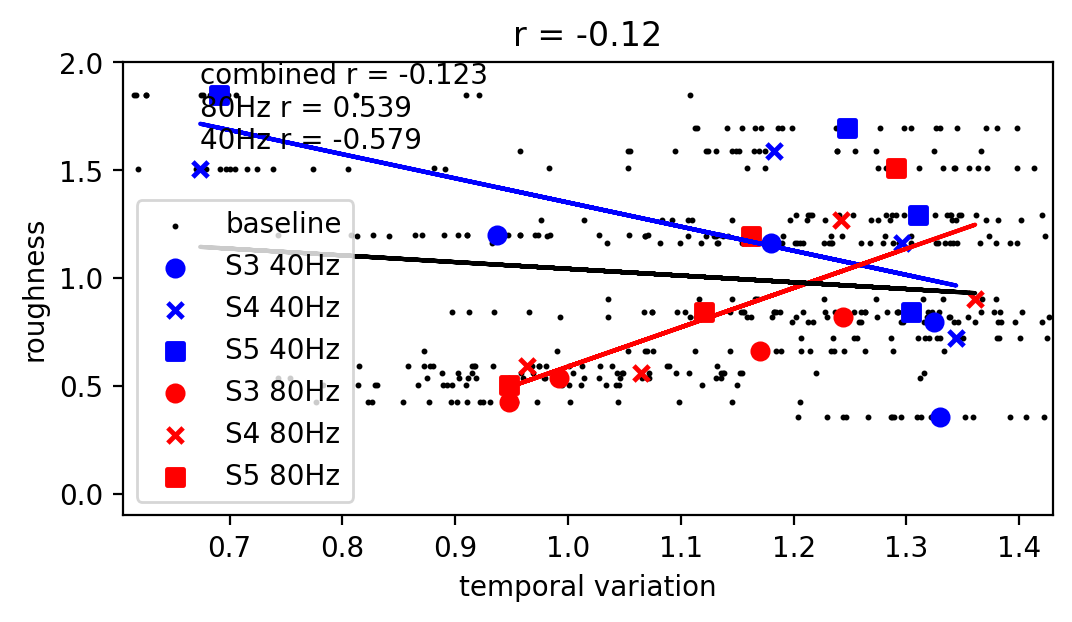 r = -0.12
combined r = -0.123
80Hz r = 0.539
40Hz r = -0.579
baseline
S3 40Hz
S4 40Hz
S5 40Hz
S3 80Hz
S4 80Hz
S5 80Hz
roughness
2.0
1.5
1.0
0.5
0.0
0.7 0.8 0.9 1.0 1.1 1.2 1.3 1.4
temporal variation